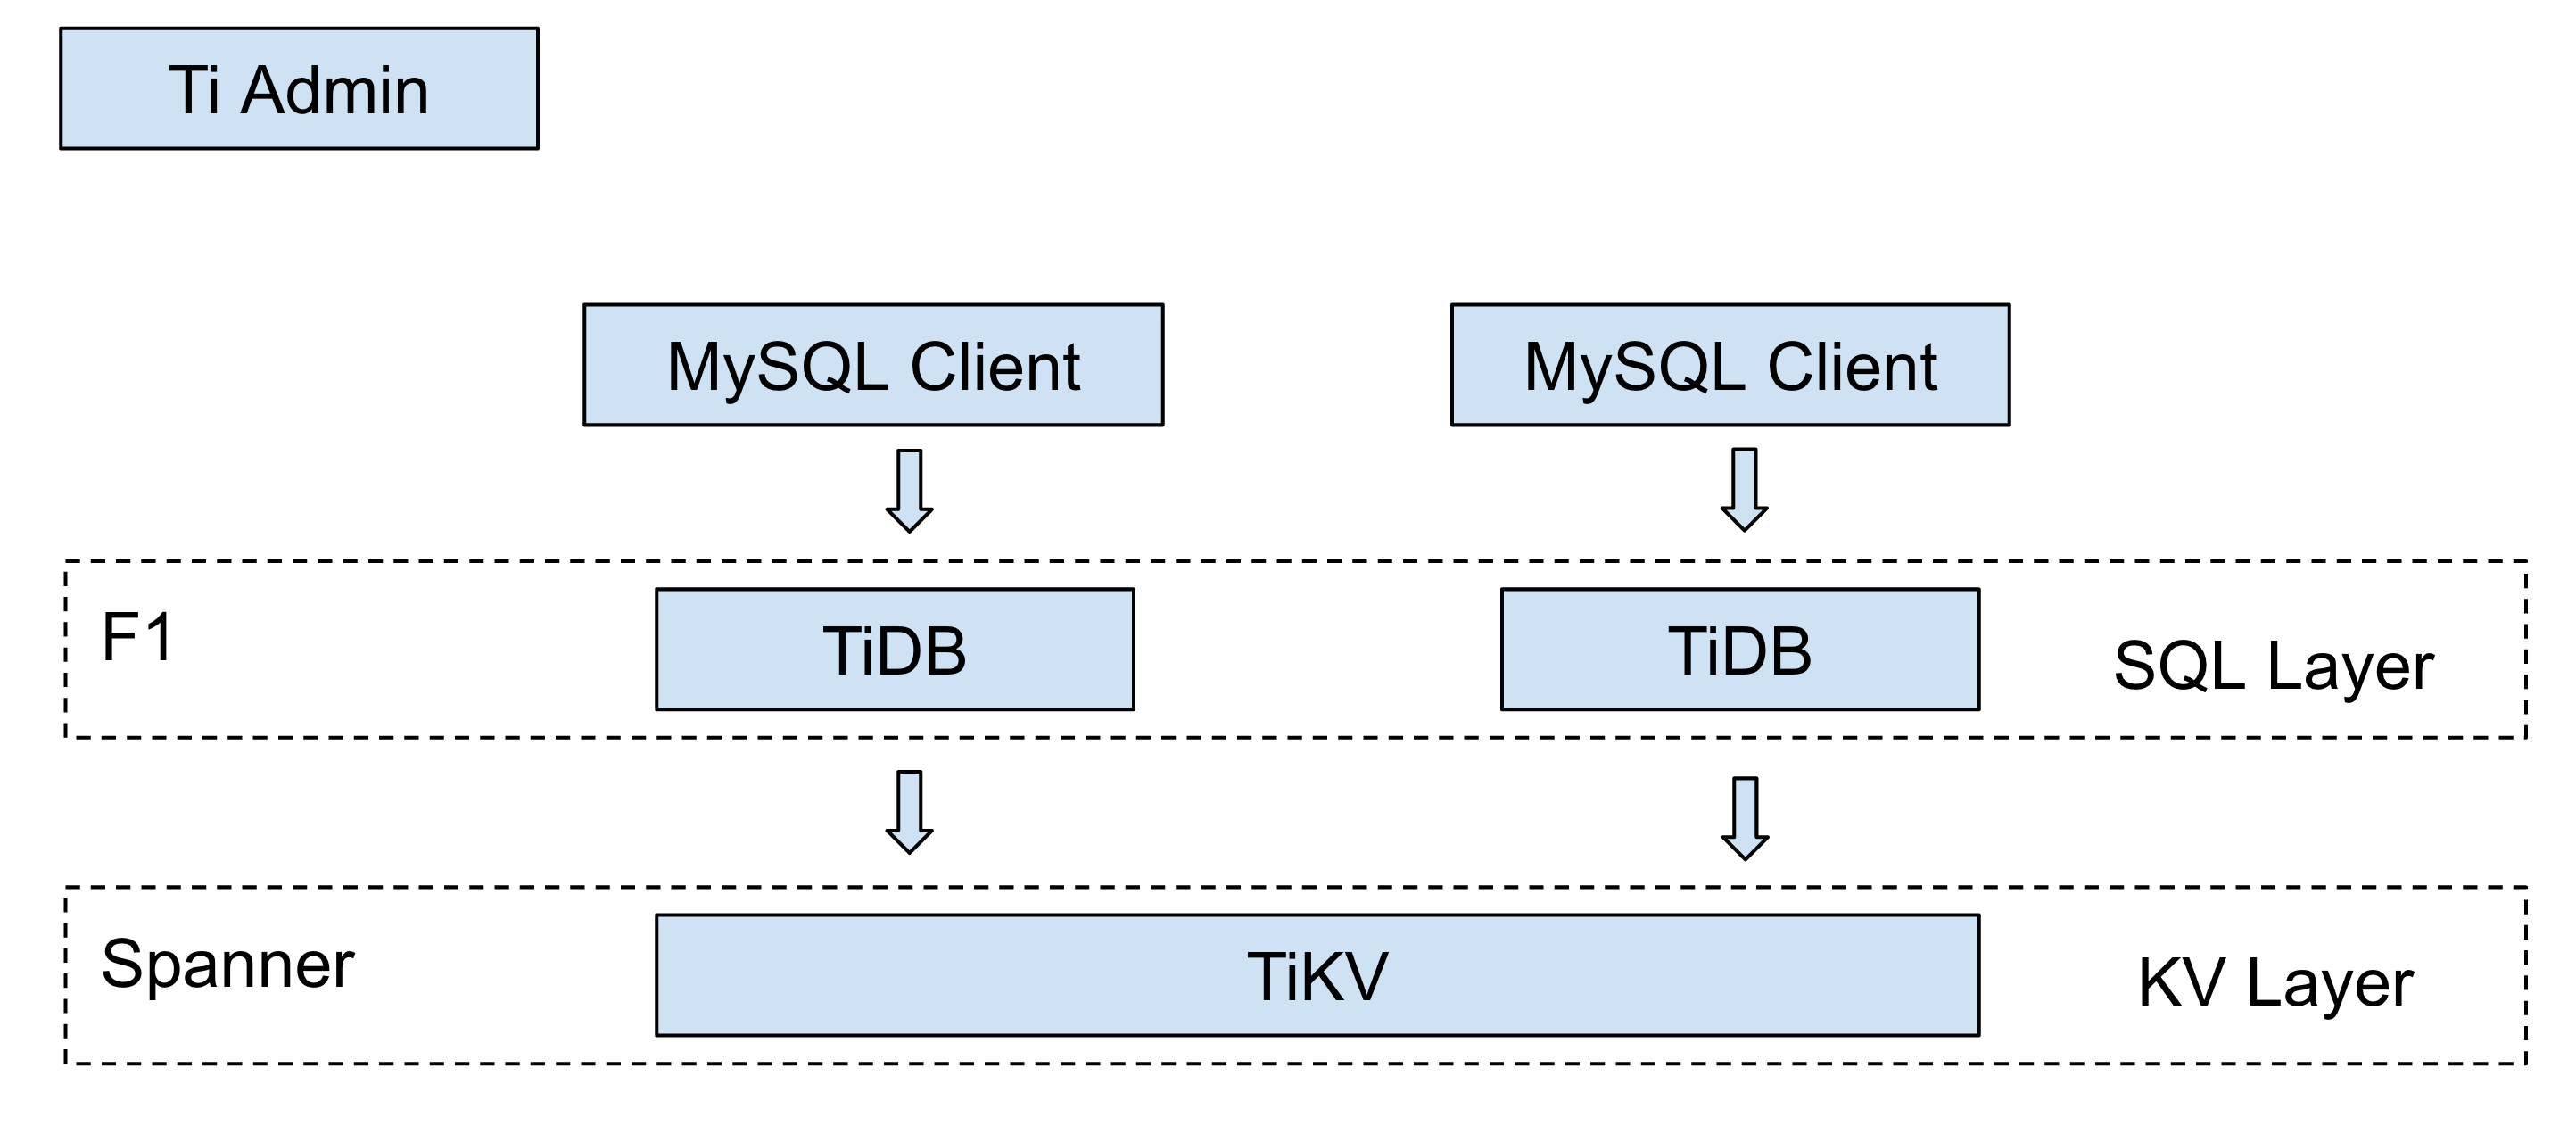 Ti Admin
MySQL Client
MySQL Client
F1
TiDB
TiDB
SQL Layer
Spanner
TiKV
KV Layer